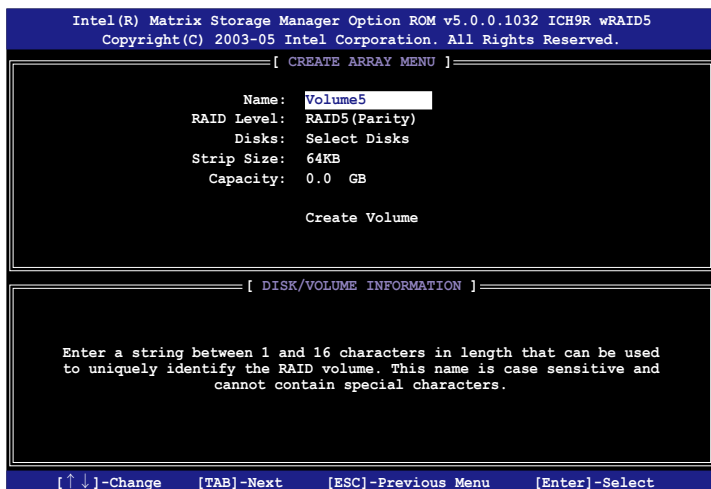 Intel(R) Matrix Storage Manager Option ROM v5.0.0.1032 ICH9R wRAID5
Copyright(C) 2003-05 Intel Corporation. All Rights Reserved.
[ CREATE ARRAY MENU ]
Name: Volume5
RAID Level: RAID5(Parity)
Disks: Select Disks
Strip Size: 64KB
Capacity: 0.0 GB
Create Volume
[ DISK/VOLUME INFORMATION ]
Enter a string between 1 and 16 characters in length that can be used
to uniquely identify the RAID volume. This name is case sensitive and
cannot contain special characters.
[↑↓]-Change [TAB]-Next [ESC]-Previous Menu [Enter]-Select